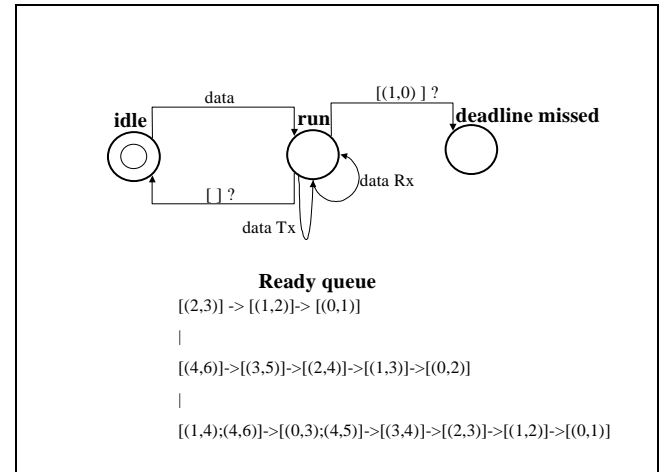 data
[(1,0) ] ?
idle
run
deadline missed
data Rx
[ ] ?
data Tx
Ready queue
[(2,3)] -> [(1,2)]-> [(0,1)]
|
[(4,6)]->[(3,5)]->[(2,4)]->[(1,3)]->[(0,2)]
|
[(1,4);(4,6)]->[(0,3);(4,5)]->[(3,4)]->[(2,3)]->[(1,2)]->[(0,1)]